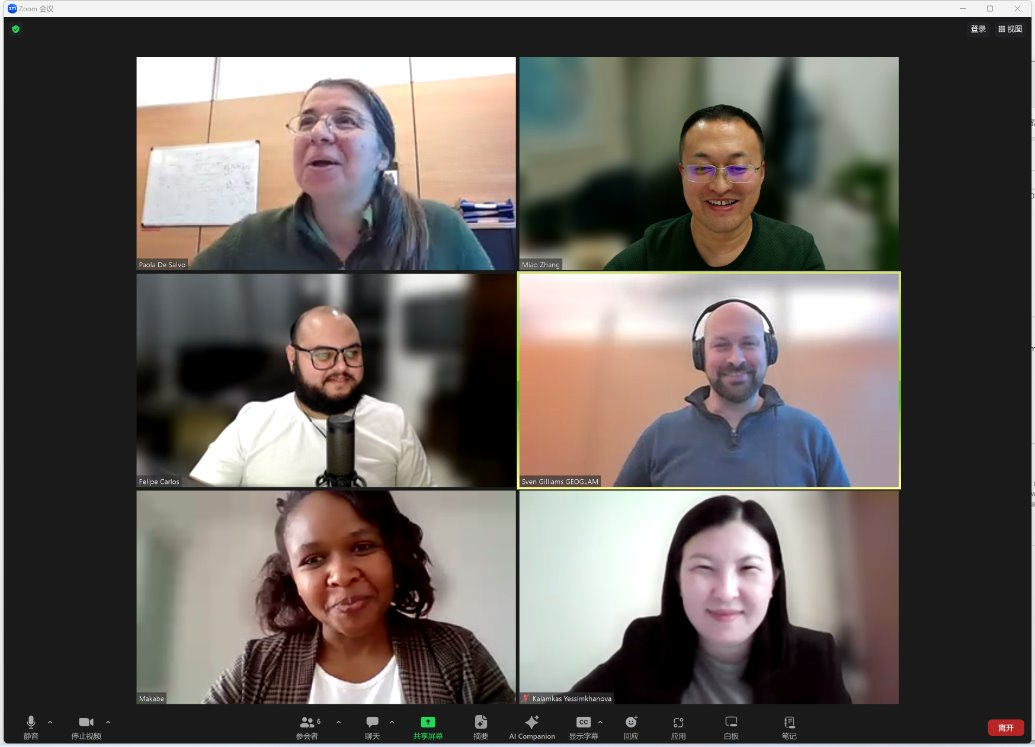 zm Zoom 会议
登录 视图
Paola De Salvo
Miao Zhang
Felipe Carlos
Sven Gilliams GEOGLAM
Makabe
Kalamkas Yessimkhanova
静音 停止视频 参会者 6 聊天 共享屏幕 摘要 AI Companion CC 显示字幕 回应 应用 白板 笔记 离开